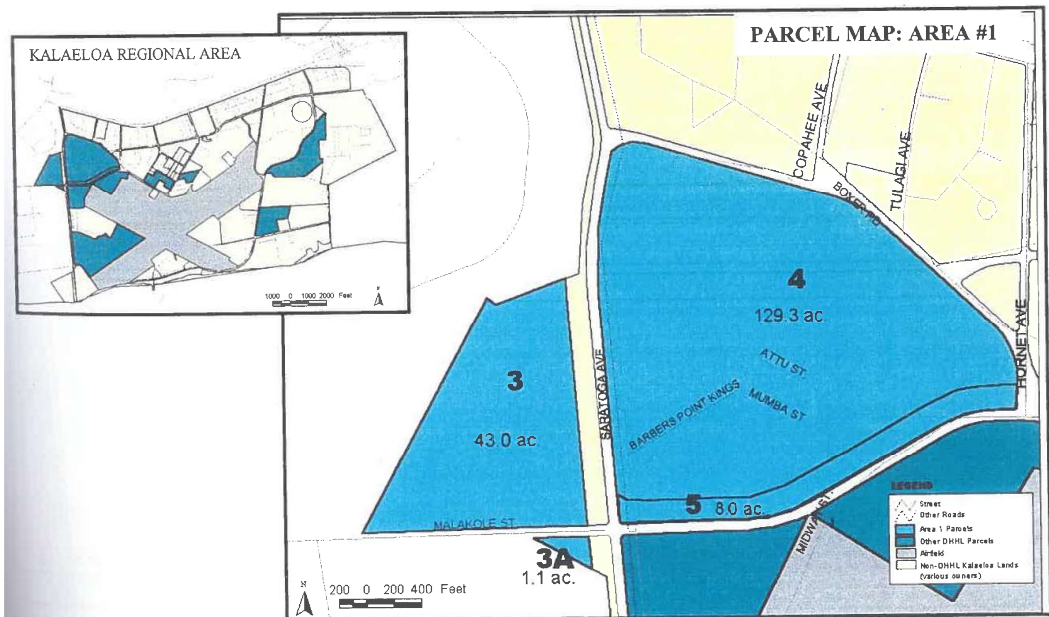 KALAELOA REGIONAL AREA
1000 0 1000 2000 Feet
PARCEL MAP: AREA #1
COPAHEE AVE
TULAGI AVE
BOXER RD
HORNET AVE
SARATOGA AVE
4
129.3 ac.
ATTU ST.
MUMBA ST
BARBERS POINT KINGS
3
43.0 ac.
5 8.0 ac.
MALAKOLE ST.
MIDWAY ST.
3A
1.1 ac.
N
200 0 200 400 Feet
LEGEND
Street
Other Roads
Area 1 Parcels
Other DHHL Parcels
Airfield
Non-DHHL Kalaeloa Lands
(various owners)